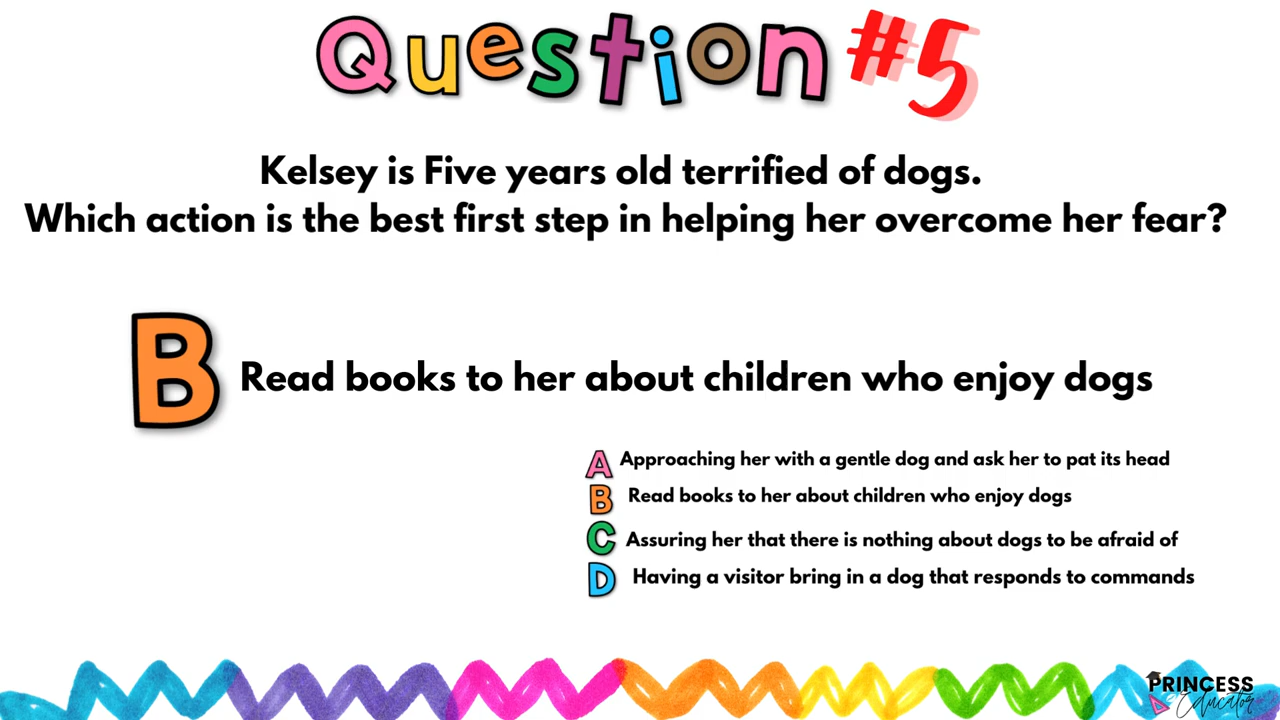 Question #5
Kelsey is Five years old terrified of dogs.
Which action is the best first step in helping her overcome her fear?
B Read books to her about children who enjoy dogs
A Approaching her with a gentle dog and ask her to pat its head
B Read books to her about children who enjoy dogs
C Assuring her that there is nothing about dogs to be afraid of
D Having a visitor bring in a dog that responds to commands
PRINCESS
Educator